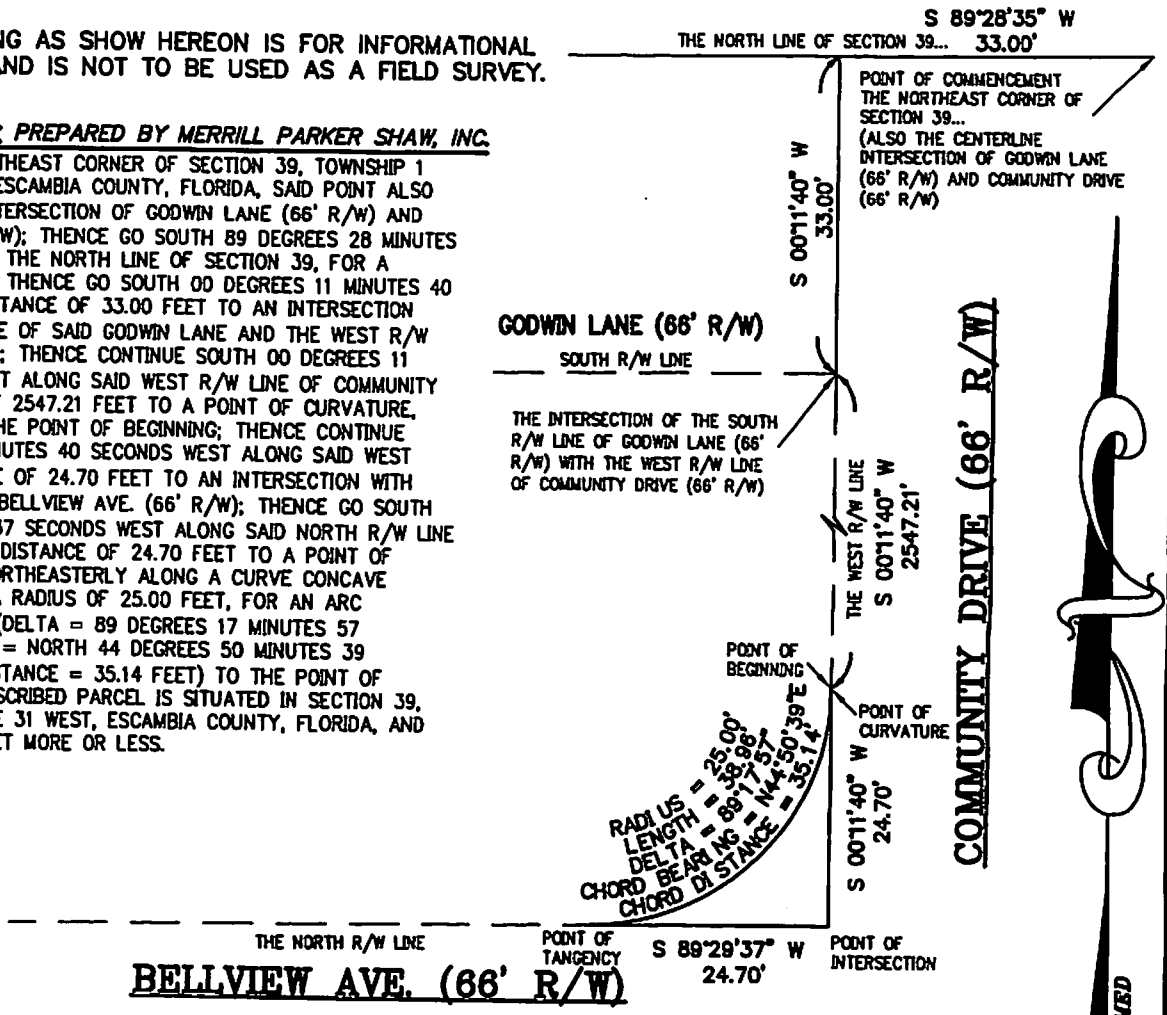 NG AS SHOW HEREON IS FOR INFORMATIONAL
AND IS NOT TO BE USED AS A FIELD SURVEY.
PREPARED BY MERRILL PARKER SHAW, INC.
THEAST CORNER OF SECTION 39, TOWNSHIP 1
ESCAMBIA COUNTY, FLORIDA, SAID POINT ALSO
TERSECTION OF GODWIN LANE (66' R/W) AND
W); THENCE GO SOUTH 89 DEGREES 28 MINUTES
THE NORTH LINE OF SECTION 39, FOR A
THENCE GO SOUTH 00 DEGREES 11 MINUTES 40
TANCE OF 33.00 FEET TO AN INTERSECTION
E OF SAID GODWIN LANE AND THE WEST R/W
; THENCE CONTINUE SOUTH 00 DEGREES 11
T ALONG SAID WEST R/W LINE OF COMMUNITY
2547.21 FEET TO A POINT OF CURVATURE,
HE POINT OF BEGINNING; THENCE CONTINUE
NUTES 40 SECONDS WEST ALONG SAID WEST
E OF 24.70 FEET TO AN INTERSECTION WITH
BELLVIEW AVE. (66' R/W); THENCE GO SOUTH
37 SECONDS WEST ALONG SAID NORTH R/W LINE
DISTANCE OF 24.70 FEET TO A POINT OF
ORTHEASTERLY ALONG A CURVE CONCAVE
A RADIUS OF 25.00 FEET, FOR AN ARC
(DELTA = 89 DEGREES 17 MINUTES 57
= NORTH 44 DEGREES 50 MINUTES 39
STANCE = 35.14 FEET) TO THE POINT OF
SCRIBED PARCEL IS SITUATED IN SECTION 39,
E 31 WEST, ESCAMBIA COUNTY, FLORIDA, AND
ET MORE OR LESS.
S 89°28'35" W
THE NORTH LINE OF SECTION 39... 33.00'
POINT OF COMMENCEMENT
THE NORTHEAST CORNER OF
SECTION 39...
(ALSO THE CENTERLINE
INTERSECTION OF GODWIN LANE
(66' R/W) AND COMMUNITY DRIVE
(66' R/W)
S 00°11'40" W
33.00'
GODWIN LANE (66' R/W)
SOUTH R/W LINE
THE INTERSECTION OF THE SOUTH
R/W LINE OF GODWIN LANE (66'
R/W) WITH THE WEST R/W LINE
OF COMMUNITY DRIVE (66' R/W)
THE WEST R/W LINE
S 00°11'40" W
2547.21'
COMMUNITY DRIVE (66' R/W)
POINT OF
BEGINNING
POINT OF
CURVATURE
RADIUS = 25.00'
LENGTH = 38.96'
DELTA = 89°17'57"
CHORD BEARING = N44°50'39"E
CHORD DISTANCE = 35.14'
S 00°11'40" W
24.70'
THE NORTH R/W LINE
POINT OF
TANGENCY
S 89°29'37" W
24.70'
POINT OF
INTERSECTION
BELLVIEW AVE. (66' R/W)